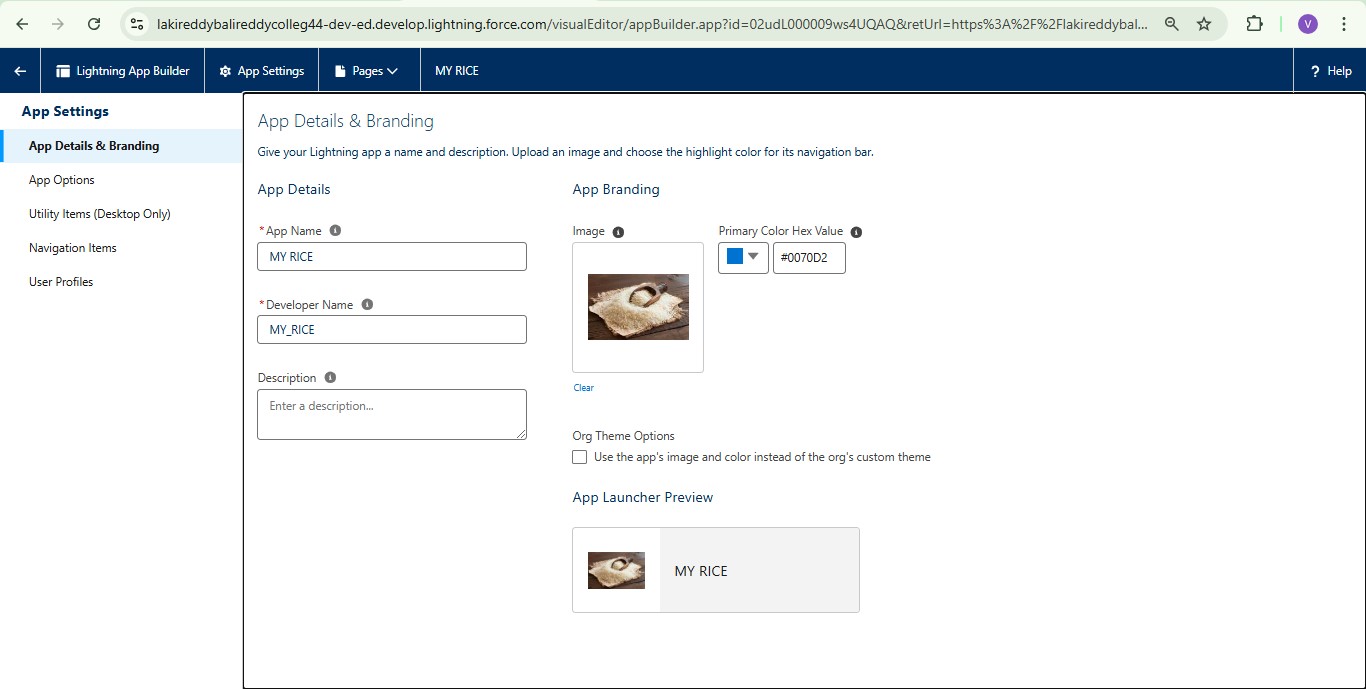 lakireddybalireddycolleg44-dev-ed.develop.lightning.force.com/visualEditor/appBuilder.app?id=02udL000009ws4UQAQ&retUrl=https%3A%2F%2Flakireddybal...
V
Lightning App Builder
App Settings
Pages
MY RICE
? Help
App Settings
App Details & Branding
App Options
Utility Items (Desktop Only)
Navigation Items
User Profiles
App Details & Branding
Give your Lightning app a name and description. Upload an image and choose the highlight color for its navigation bar.
App Details
*App Name
MY RICE
*Developer Name
MY_RICE
Description
Enter a description...
App Branding
Image
Clear
Primary Color Hex Value
#0070D2
Org Theme Options
Use the app's image and color instead of the org's custom theme
App Launcher Preview
MY RICE